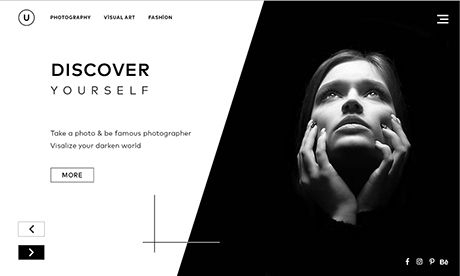 U
PHOTOGRAPHY VISUAL ART FASHION
DISCOVER
YOURSELF
Take a photo & be famous photographer
Visalize your darken world
MORE
Bē